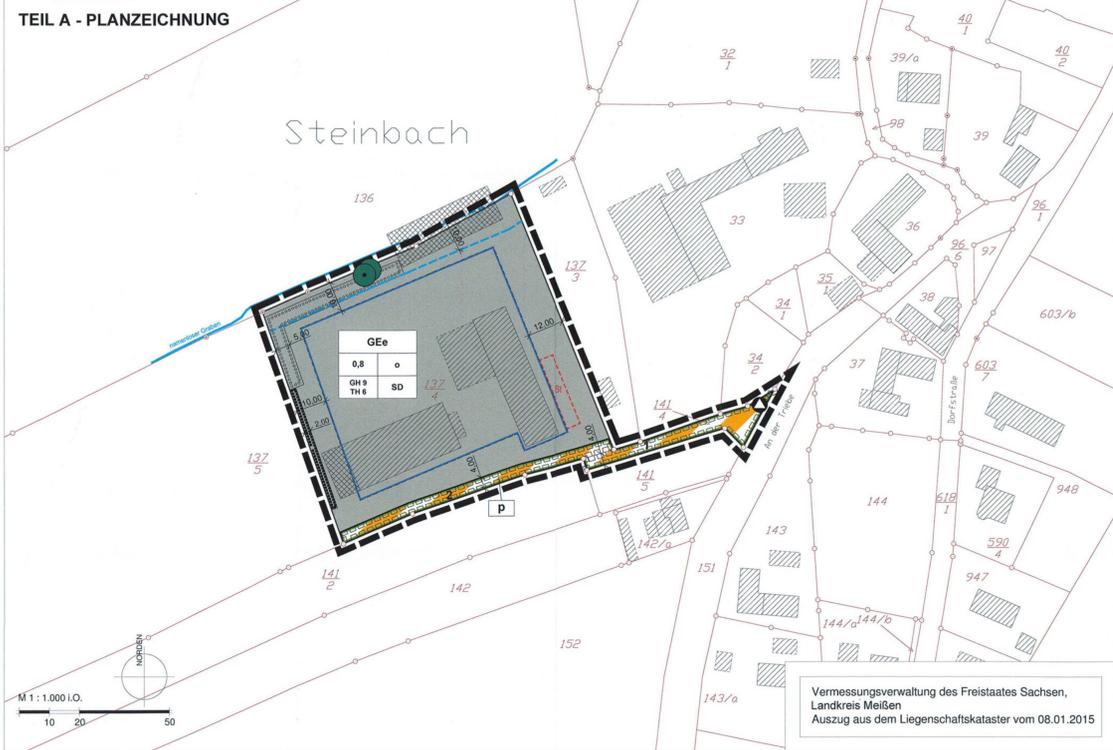 TEIL A - PLANZEICHNUNG
40
1
40
2
32
1
39/a
98
39
Steinbach
136
33
36
96
1
96
6
97
137
3
35
1
34
1
38
603/b
namenloser Graben
10,00
5,00
12,00
GEe
0,8
o
GH 9
TH 6
SD
137
4
St
34
2
37
603
7
10,00
2,00
4,00
4,00
141
4
An der Triebe
Dorfstraße
137
5
p
141
5
144
618
1
948
143
590
4
142/a
141
2
142
151
947
144/a
144/b
152
143/a
NORDEN
M 1 : 1.000 i.O.
10
20
50
Vermessungsverwaltung des Freistaates Sachsen,
Landkreis Meißen
Auszug aus dem Liegenschaftskataster vom 08.01.2015